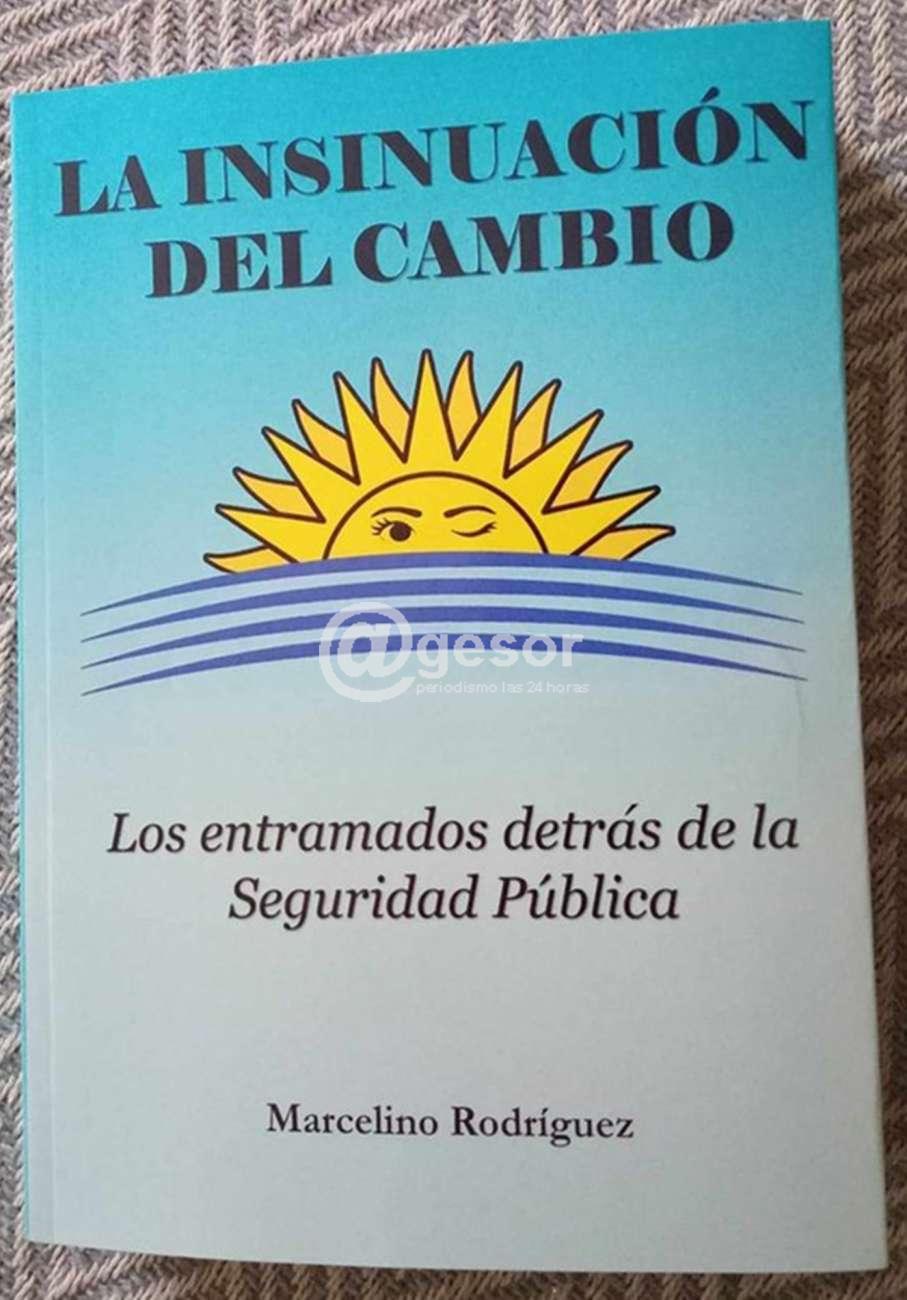 LA INSINUACIÓN
DEL CAMBIO
@gesor
periodismo las 24 horas
Los entramados detrás de la
Seguridad Pública
Marcelino Rodríguez